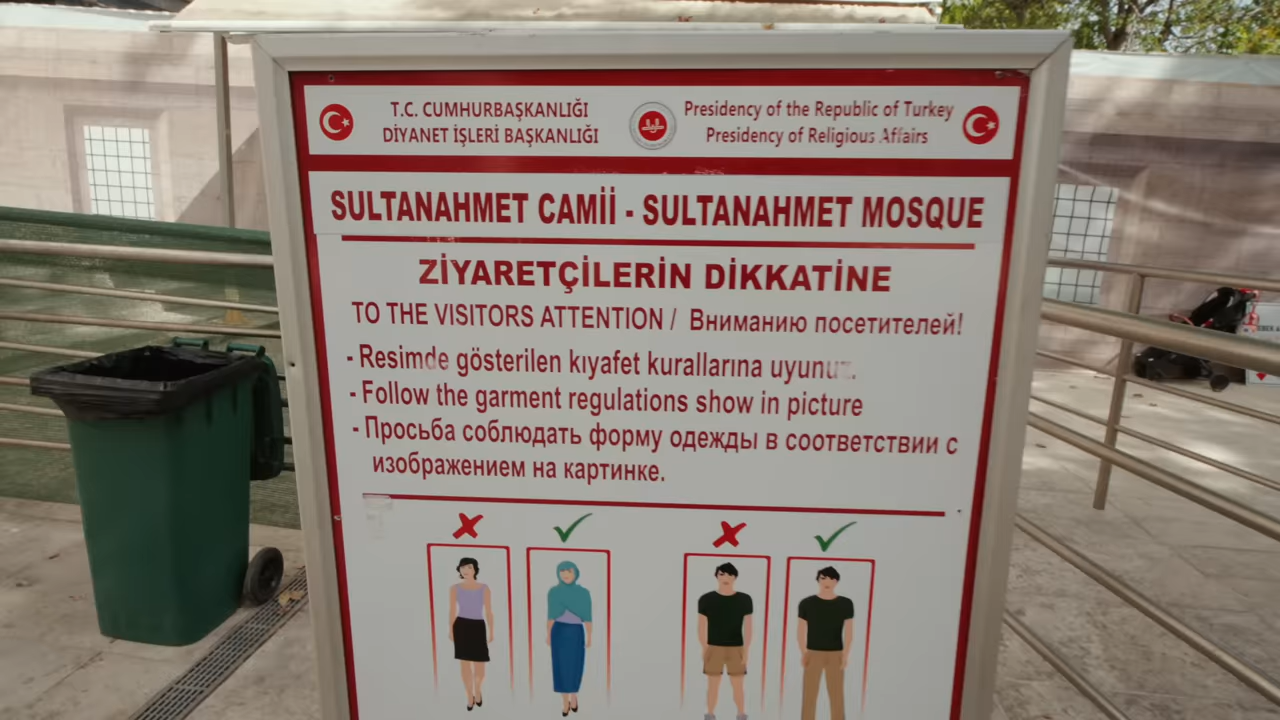 T.C. CUMHURBAŞKANLIĞI
DİYANET İŞLERİ BAŞKANLIĞI
Presidency of the Republic of Turkey
Presidency of Religious Affairs
SULTANAHMET CAMİİ - SULTANAHMET MOSQUE
ZİYARETÇİLERİN DİKKATİNE
TO THE VISITORS ATTENTION / Вниманию посетителей!
- Resimde gösterilen kıyafet kurallarına uyunuz.
- Follow the garment regulations show in picture
- Просьба соблюдать форму одежды в соответствии с
изображением на картинке.